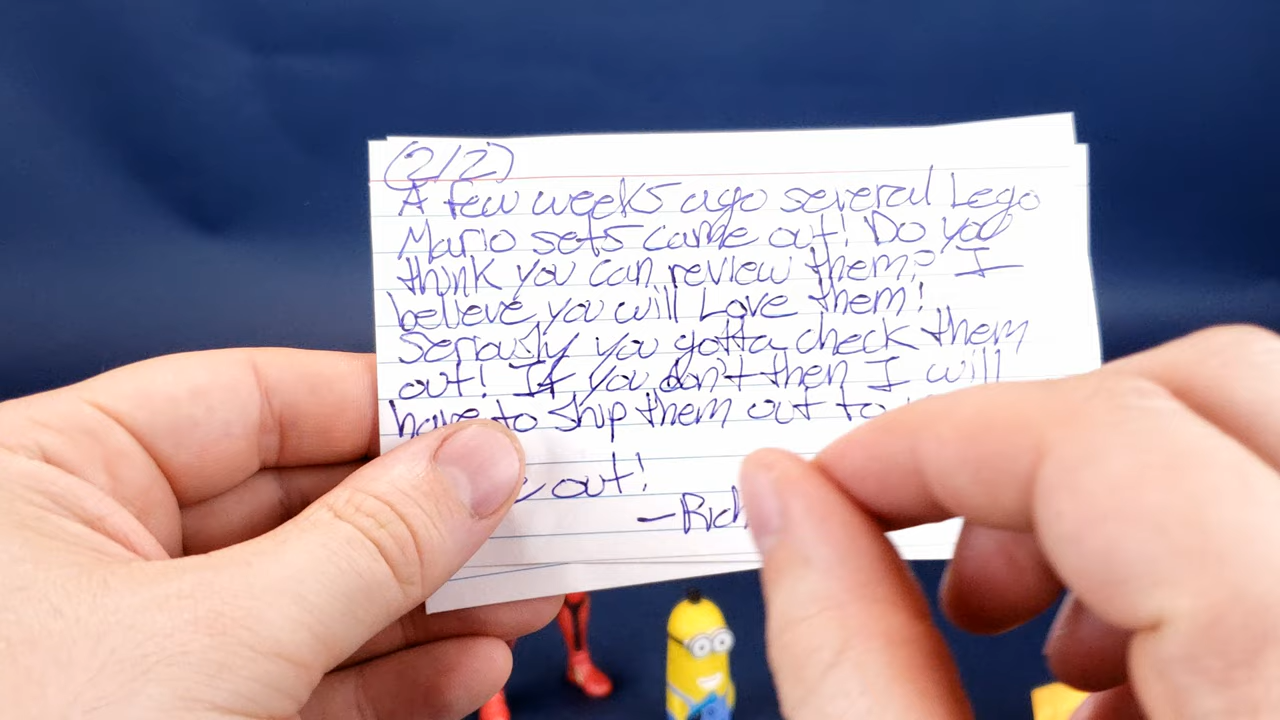 (2/2)
A few weeks ago several Lego
Mario sets came out! Do you
think you can review them? I
believe you will Love them!
Seriously you gotta check them
out! If you don't then I will
have to ship them out to
out!
-Rich